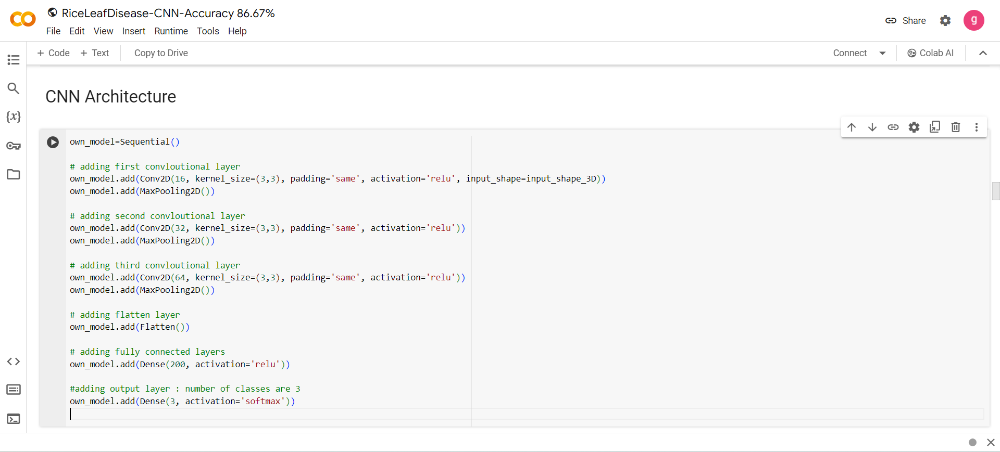 RiceLeafDisease-CNN-Accuracy 86.67%
File Edit View Insert Runtime Tools Help
Share
g
+ Code + Text Copy to Drive
Connect
Colab AI
{x}
CNN Architecture
own_model=Sequential()
# adding first convloutional layer
own_model.add(Conv2D(16, kernel_size=(3,3), padding='same', activation='relu', input_shape=input_shape_3D))
own_model.add(MaxPooling2D())
# adding second convloutional layer
own_model.add(Conv2D(32, kernel_size=(3,3), padding='same', activation='relu'))
own_model.add(MaxPooling2D())
# adding third convloutional layer
own_model.add(Conv2D(64, kernel_size=(3,3), padding='same', activation='relu'))
own_model.add(MaxPooling2D())
# adding flatten layer
own_model.add(Flatten())
# adding fully connected layers
own_model.add(Dense(200, activation='relu'))
#adding output layer : number of classes are 3
own_model.add(Dense(3, activation='softmax'))